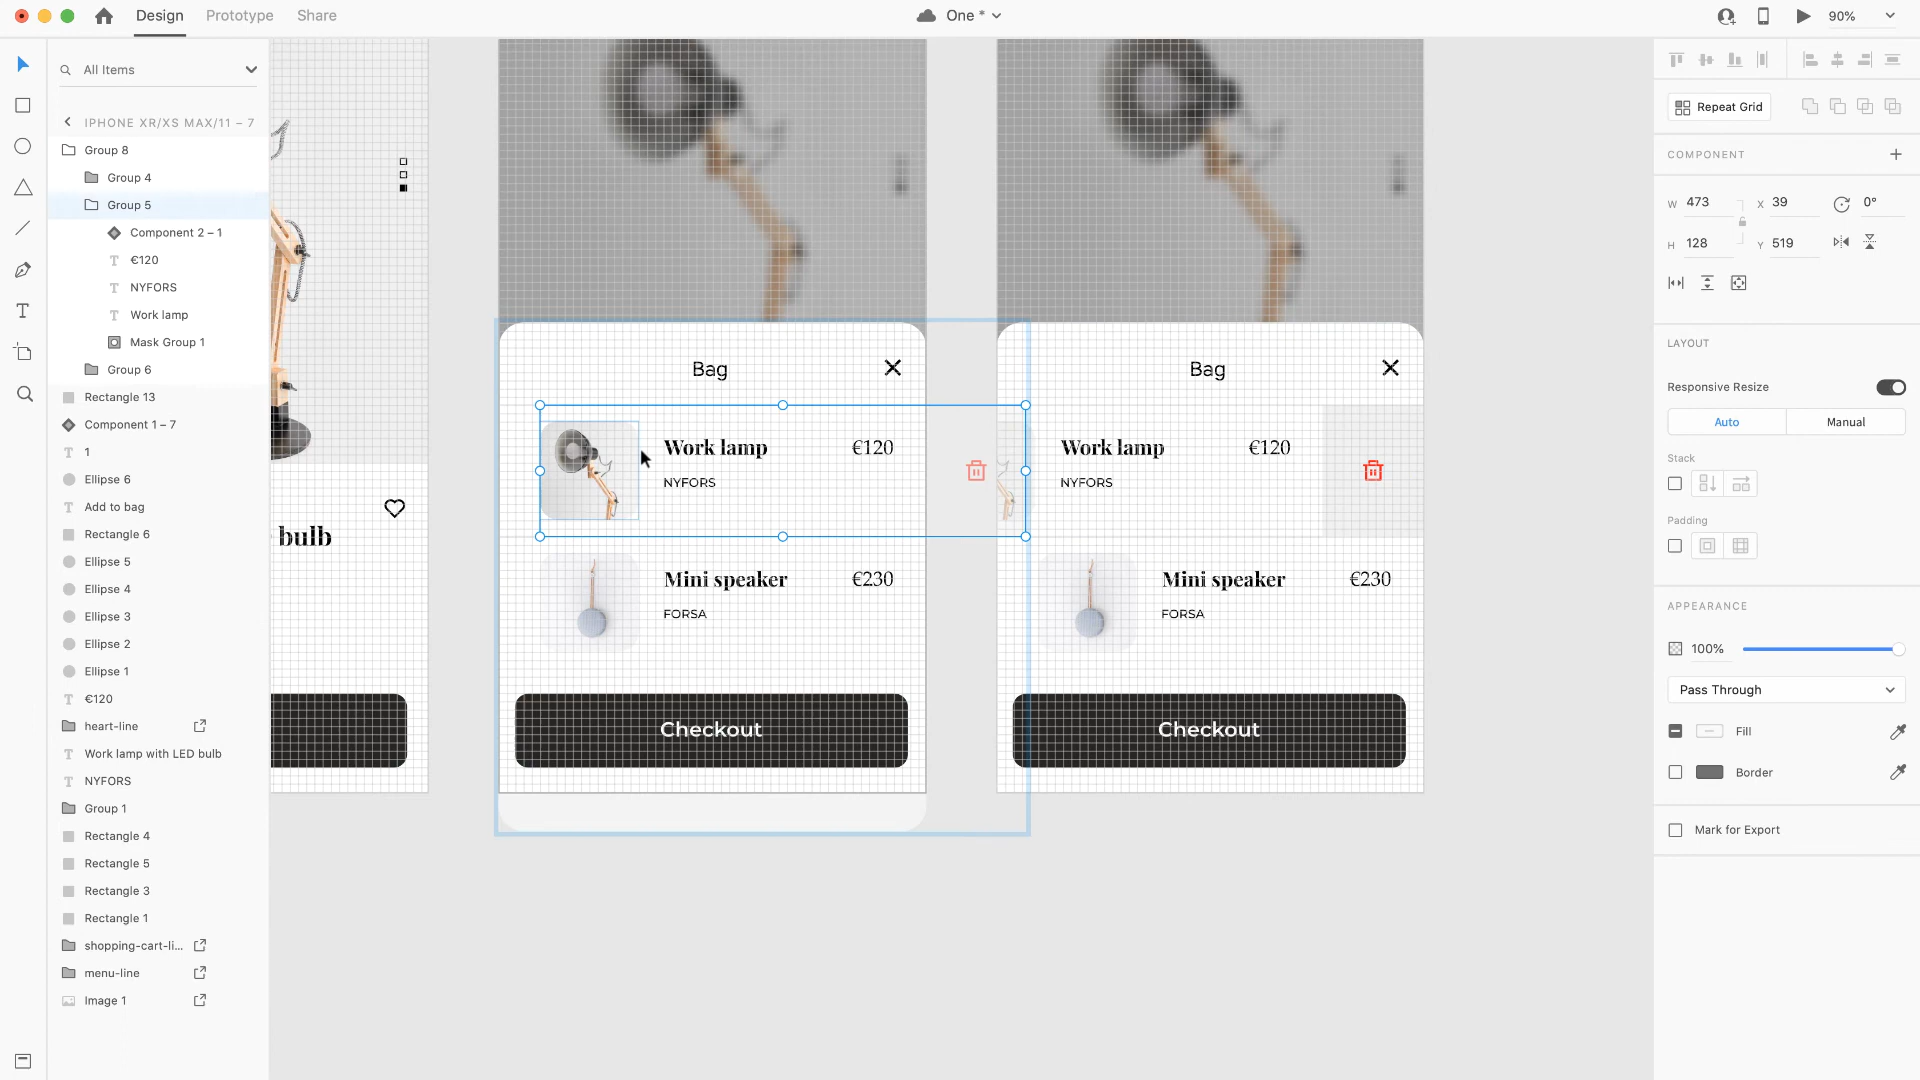 Design
Prototype
Share
One *
90%
All Items
IPHONE XR/XS MAX/11 – 7
Group 8
Group 4
Group 5
Component 2 – 1
€120
NYFORS
Work lamp
Mask Group 1
Group 6
Rectangle 13
Component 1 – 7
1
Ellipse 6
Add to bag
Rectangle 6
Ellipse 5
Ellipse 4
Ellipse 3
Ellipse 2
Ellipse 1
€120
heart-line
Work lamp with LED bulb
NYFORS
Group 1
Rectangle 4
Rectangle 5
Rectangle 3
Rectangle 1
shopping-cart-li...
menu-line
Image 1
bulb
Bag
Work lamp
€120
NYFORS
Mini speaker
€230
FORSA
Checkout
Bag
Work lamp
€120
NYFORS
Mini speaker
€230
FORSA
Checkout
Repeat Grid
COMPONENT
W 473
X 39
0°
H 128
Y 519
LAYOUT
Responsive Resize
Auto
Manual
Stack
Padding
APPEARANCE
100%
Pass Through
Fill
Border
Mark for Export